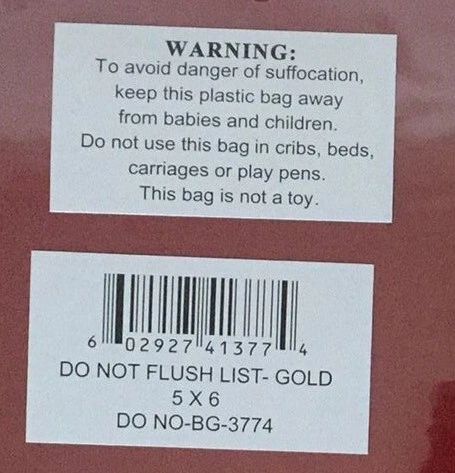 WARNING:
To avoid danger of suffocation,
keep this plastic bag away
from babies and children.
Do not use this bag in cribs, beds,
carriages or play pens.
This bag is not a toy.
6 02927 41377 4
DO NOT FLUSH LIST- GOLD
5 X 6
DO NO-BG-3774